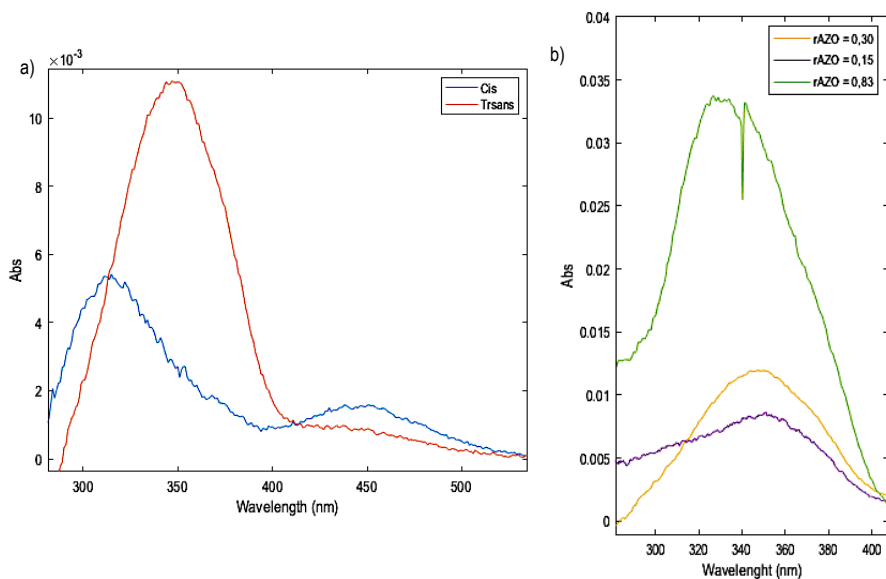 a)
×10⁻³
Cis
Trsans
10
8
6
4
2
0
Abs
300
350
400
450
500
Wavelength (nm)
b)
0.04
rAZO = 0,30
rAZO = 0,15
rAZO = 0,83
0.035
0.03
0.025
0.02
0.015
0.01
0.005
0
Abs
300
320
340
360
380
400
Wavelenght (nm)